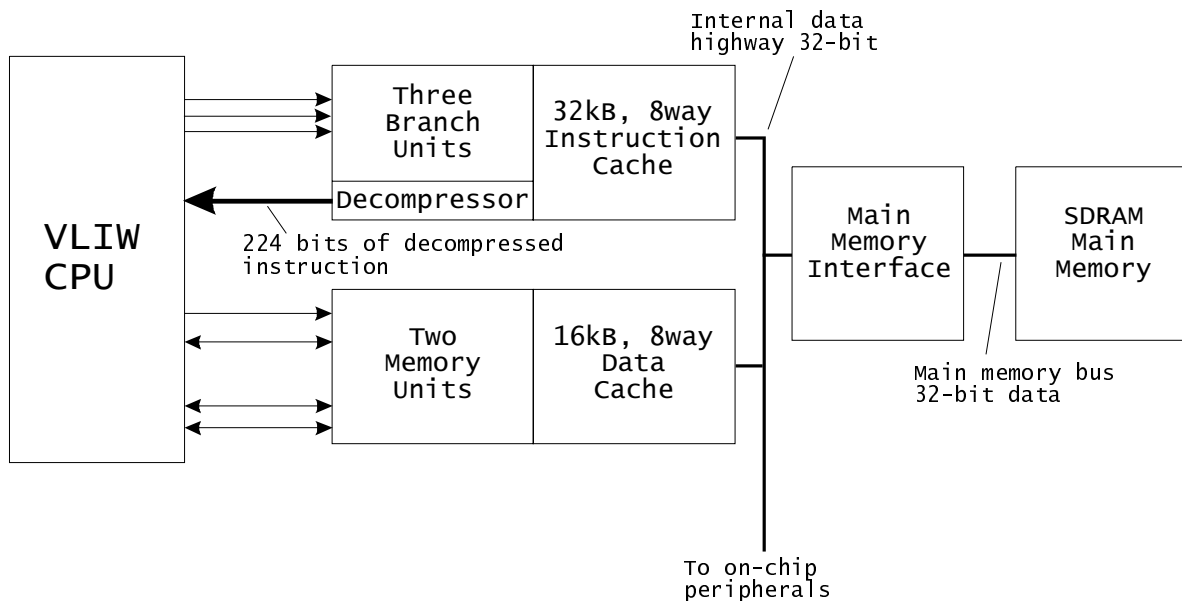 Internal data
highway 32-bit
Three
Branch
Units
32kB, 8way
Instruction
Cache
Decompressor
VLIW
CPU
224 bits of decompressed
instruction
Main
Memory
Interface
SDRAM
Main
Memory
Two
Memory
Units
16kB, 8way
Data
Cache
Main memory bus
32-bit data
To on-chip
peripherals